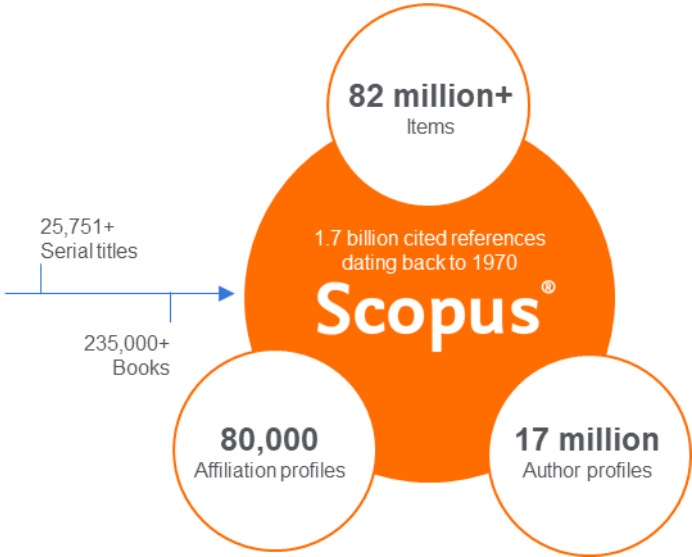 82 million+
Items
25,751+
Serial titles
1.7 billion cited references
dating back to 1970
Scopus®
235,000+
Books
80,000
Affiliation profiles
17 million
Author profiles